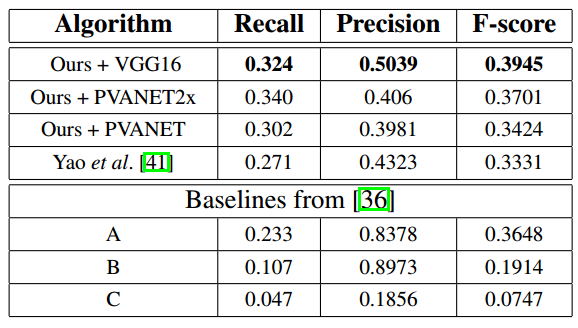 Algorithm Recall Precision F-score
Ours + VGG16 0.324 0.5039 0.3945
Ours + PVANET2x 0.340 0.406 0.3701
Ours + PVANET 0.302 0.3981 0.3424
Yao et al. [41] 0.271 0.4323 0.3331
Baselines from [36]
A 0.233 0.8378 0.3648
B 0.107 0.8973 0.1914
C 0.047 0.1856 0.0747